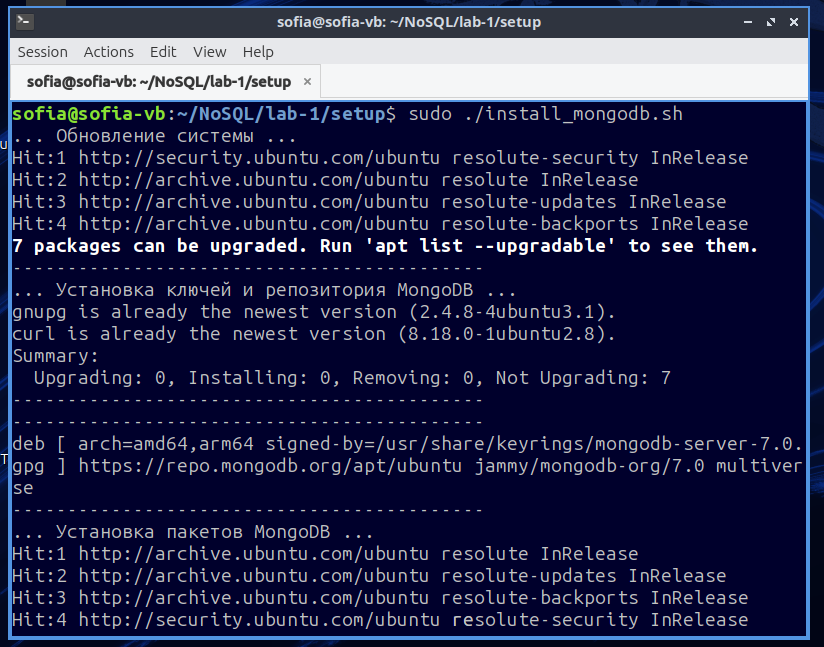 sofia@sofia-vb: ~/NoSQL/lab-1/setup
Session Actions Edit View Help
sofia@sofia-vb: ~/NoSQL/lab-1/setup ×
sofia@sofia-vb:~/NoSQL/lab-1/setup$ sudo ./install_mongodb.sh
... Обновление системы ...
Hit:1 http://security.ubuntu.com/ubuntu resolute-security InRelease
Hit:2 http://archive.ubuntu.com/ubuntu resolute InRelease
Hit:3 http://archive.ubuntu.com/ubuntu resolute-updates InRelease
Hit:4 http://archive.ubuntu.com/ubuntu resolute-backports InRelease
7 packages can be upgraded. Run 'apt list --upgradable' to see them.
-------------------------------------------
... Установка ключей и репозитория MongoDB ...
gnupg is already the newest version (2.4.8-4ubuntu3.1).
curl is already the newest version (8.18.0-1ubuntu2.8).
Summary:
  Upgrading: 0, Installing: 0, Removing: 0, Not Upgrading: 7
-------------------------------------------
-------------------------------------------
deb [ arch=amd64,arm64 signed-by=/usr/share/keyrings/mongodb-server-7.0.
gpg ] https://repo.mongodb.org/apt/ubuntu jammy/mongodb-org/7.0 multiver
se
-------------------------------------------
... Установка пакетов MongoDB ...
Hit:1 http://archive.ubuntu.com/ubuntu resolute InRelease
Hit:2 http://archive.ubuntu.com/ubuntu resolute-updates InRelease
Hit:3 http://archive.ubuntu.com/ubuntu resolute-backports InRelease
Hit:4 http://security.ubuntu.com/ubuntu resolute-security InRelease